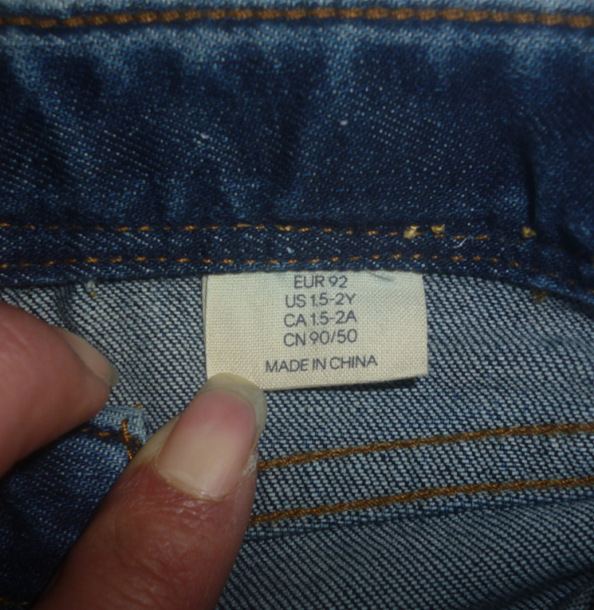 EUR 92
US 1.5-2Y
CA 1.5-2A
CN 90/50
MADE IN CHINA